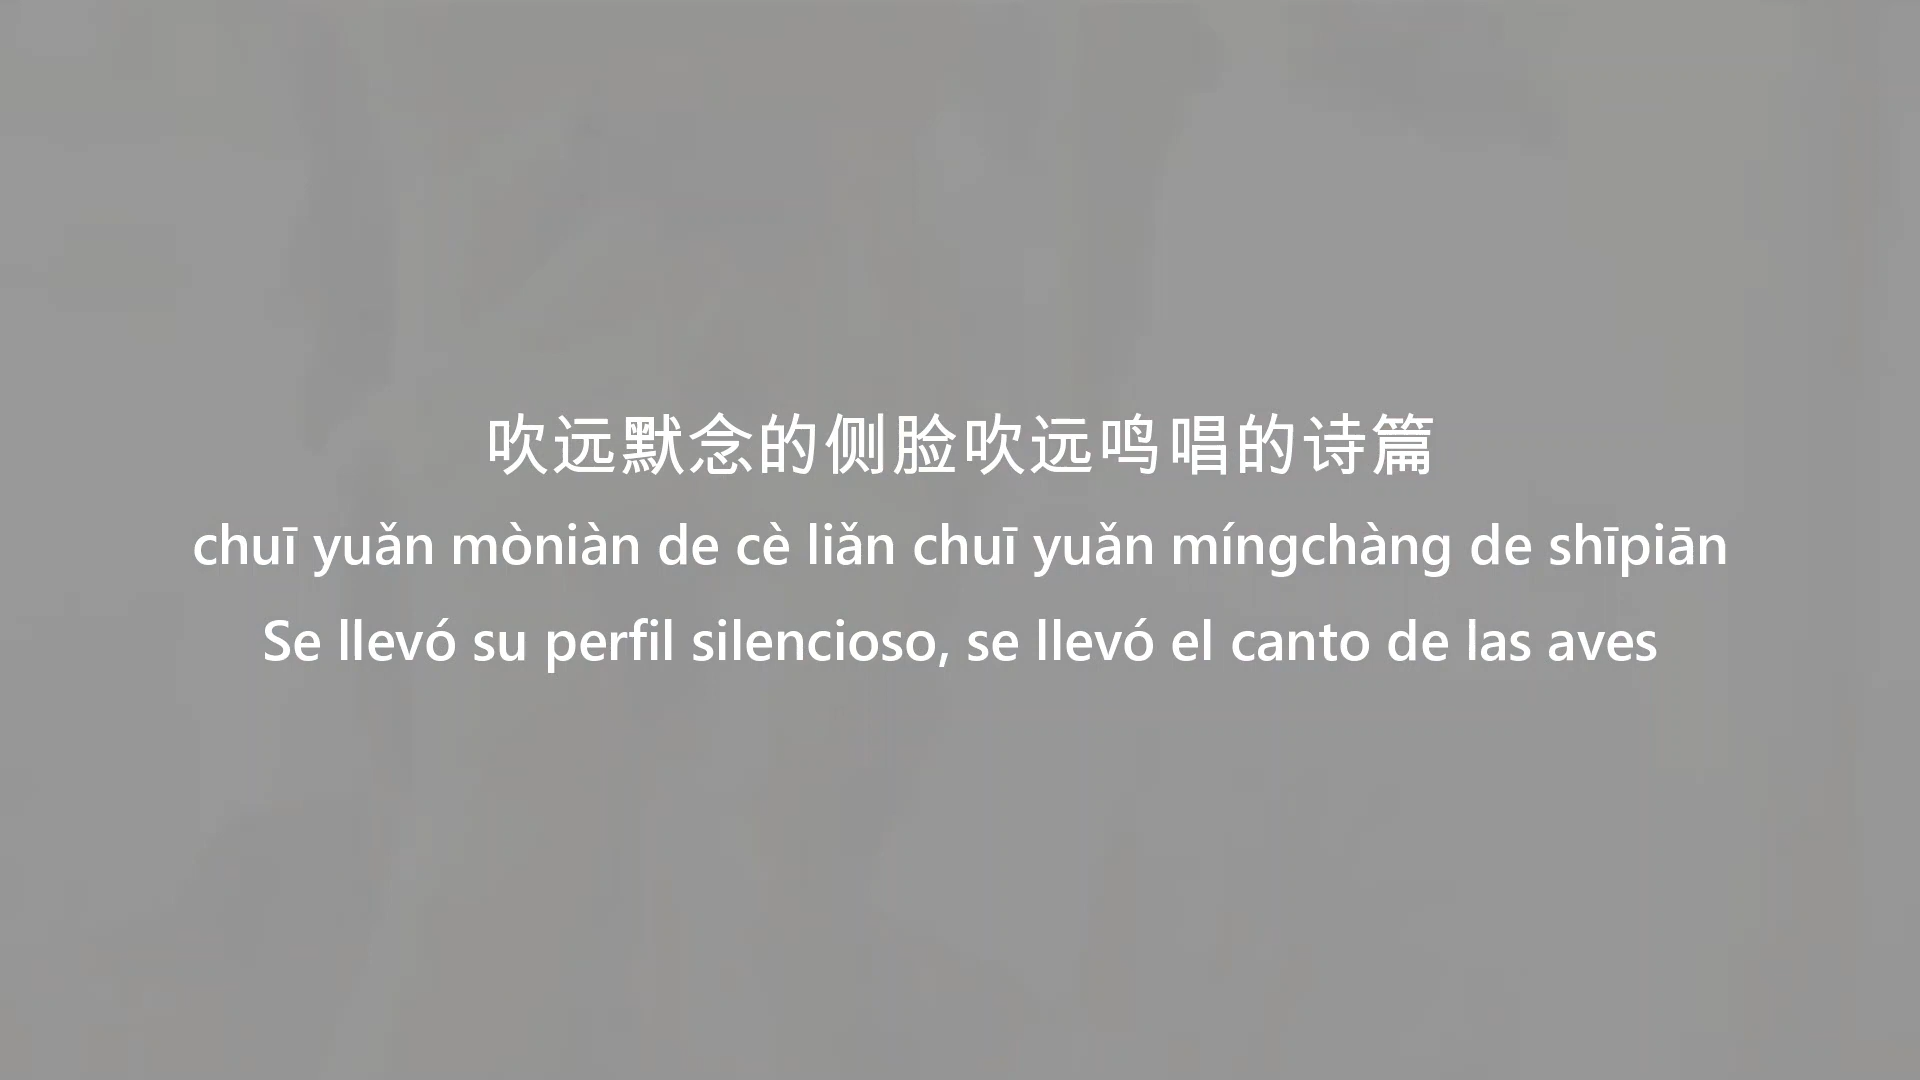 吹远默念的侧脸吹远鸣唱的诗篇
chuī yuǎn mòniàn de cè liǎn chuī yuǎn míngchàng de shīpiān
Se llevó su perfil silencioso, se llevó el canto de las aves